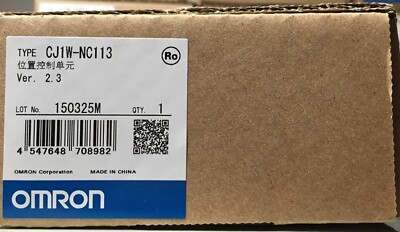 TYPE CJ1W-NC113
位置控制单元
Ver. 2.3
Ro
LOT No. 150325M QTY. 1
4 547648 708982
OMRON Corporation MADE IN CHINA
OMRON